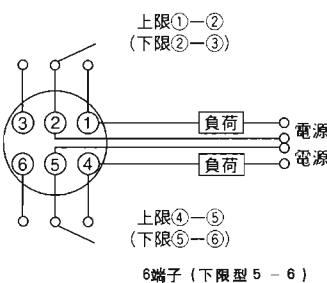 上限①―②
(下限②―③)
③ ② ①
負荷
電源
⑥ ⑤ ④
負荷
電源
上限④―⑤
(下限⑤―⑥)
6端子(下限型5-6)